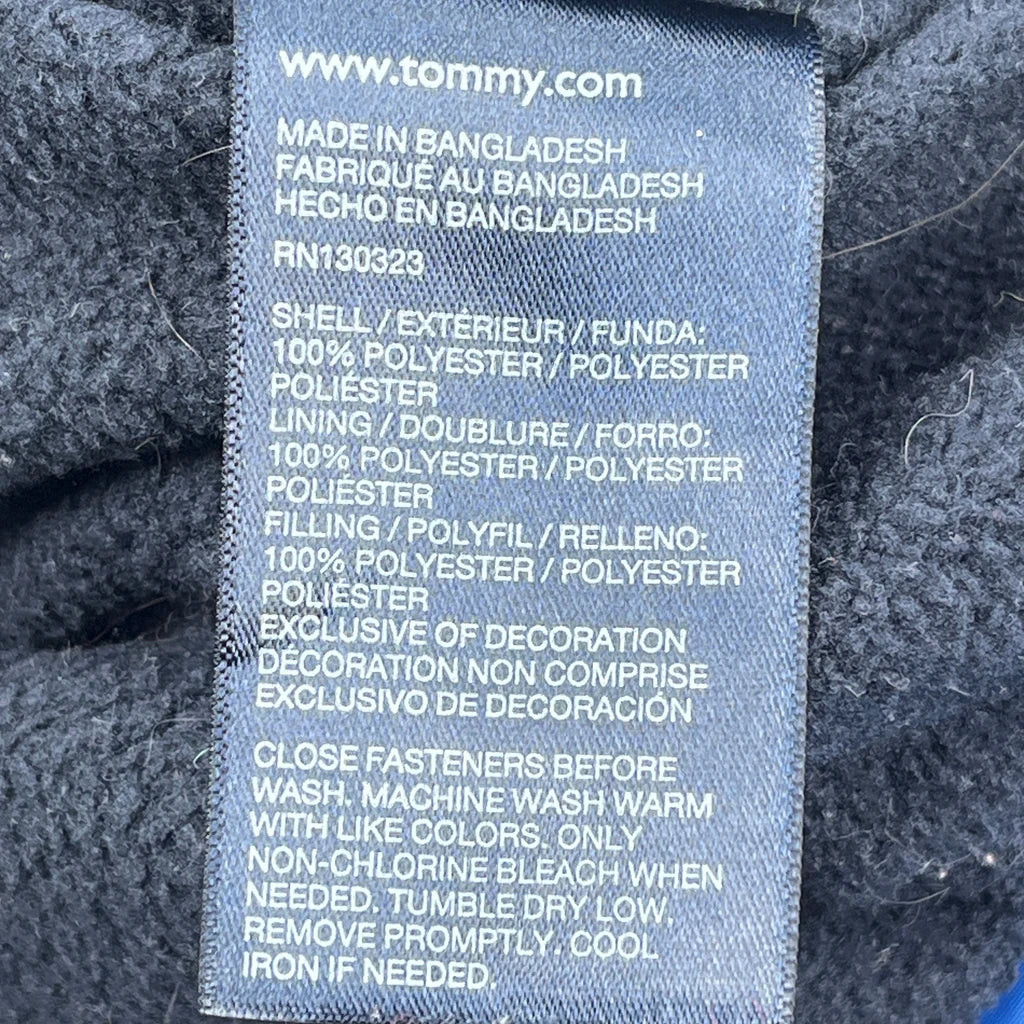 www.tommy.com
MADE IN BANGLADESH
FABRIQUÉ AU BANGLADESH
HECHO EN BANGLADESH
RN130323
SHELL / EXTÉRIEUR / FUNDA:
100% POLYESTER / POLYESTER
POLIÉSTER
LINING / DOUBLURE / FORRO:
100% POLYESTER / POLYESTER
POLIÉSTER
FILLING / POLYFIL / RELLENO:
100% POLYESTER / POLYESTER
POLIÉSTER
EXCLUSIVE OF DECORATION
DÉCORATION NON COMPRISE
EXCLUSIVO DE DECORACIÓN
CLOSE FASTENERS BEFORE
WASH. MACHINE WASH WARM
WITH LIKE COLORS. ONLY
NON-CHLORINE BLEACH WHEN
NEEDED. TUMBLE DRY LOW,
REMOVE PROMPTLY. COOL
IRON IF NEEDED.